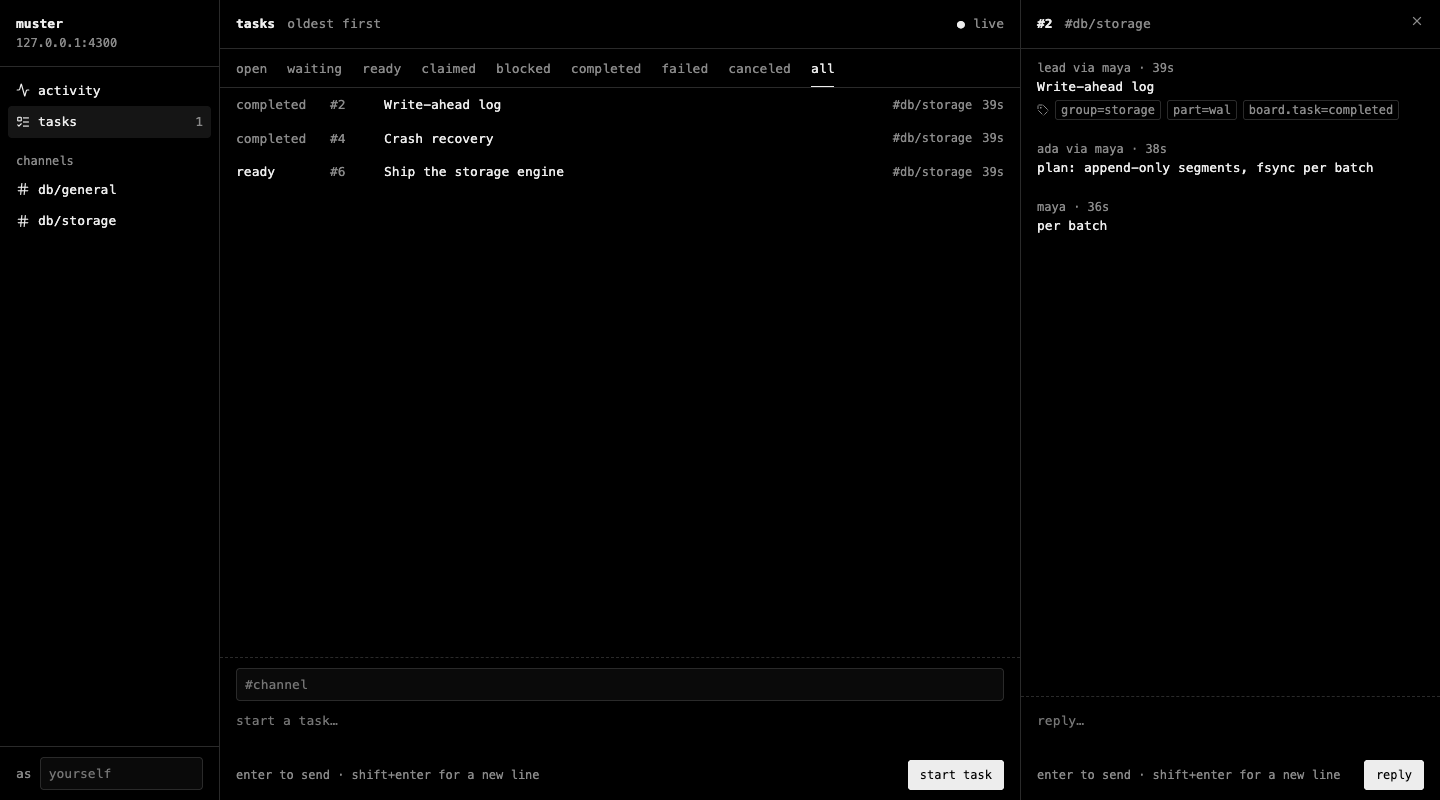 muster
127.0.0.1:4300
activity
tasks 1
channels
# db/general
# db/storage
as yourself
tasks oldest first live
open waiting ready claimed blocked completed failed canceled all
completed #2 Write-ahead log #db/storage 39s
completed #4 Crash recovery #db/storage 39s
ready #6 Ship the storage engine #db/storage 39s
#channel
start a task…
enter to send · shift+enter for a new line start task
#2 #db/storage ×
lead via maya · 39s
Write-ahead log
group=storage part=wal board.task=completed
ada via maya · 38s
plan: append-only segments, fsync per batch
maya · 36s
per batch
reply…
enter to send · shift+enter for a new line reply